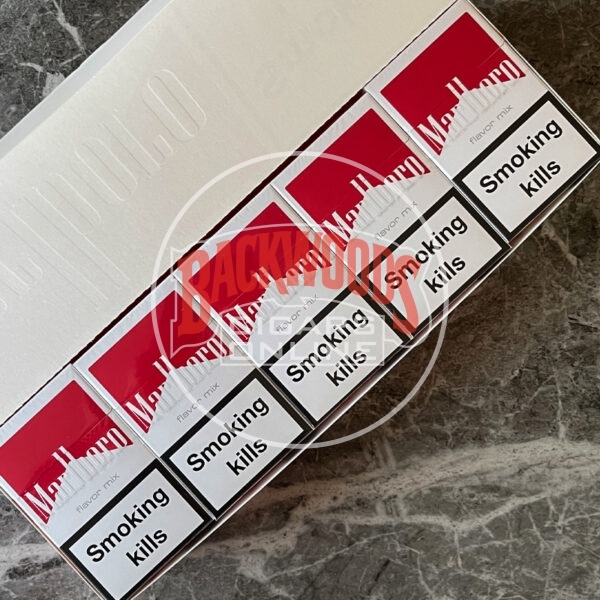 Marlboro
flavor mix
Smoking
kills
Marlboro
flavor mix
Smoking
kills
Marlboro
flavor mix
Smoking
kills
Marlboro
flavor mix
Smoking
kills
Marlboro
flavor mix
Smoking
kills
BACKWOODS
CIGARS
ONLINE